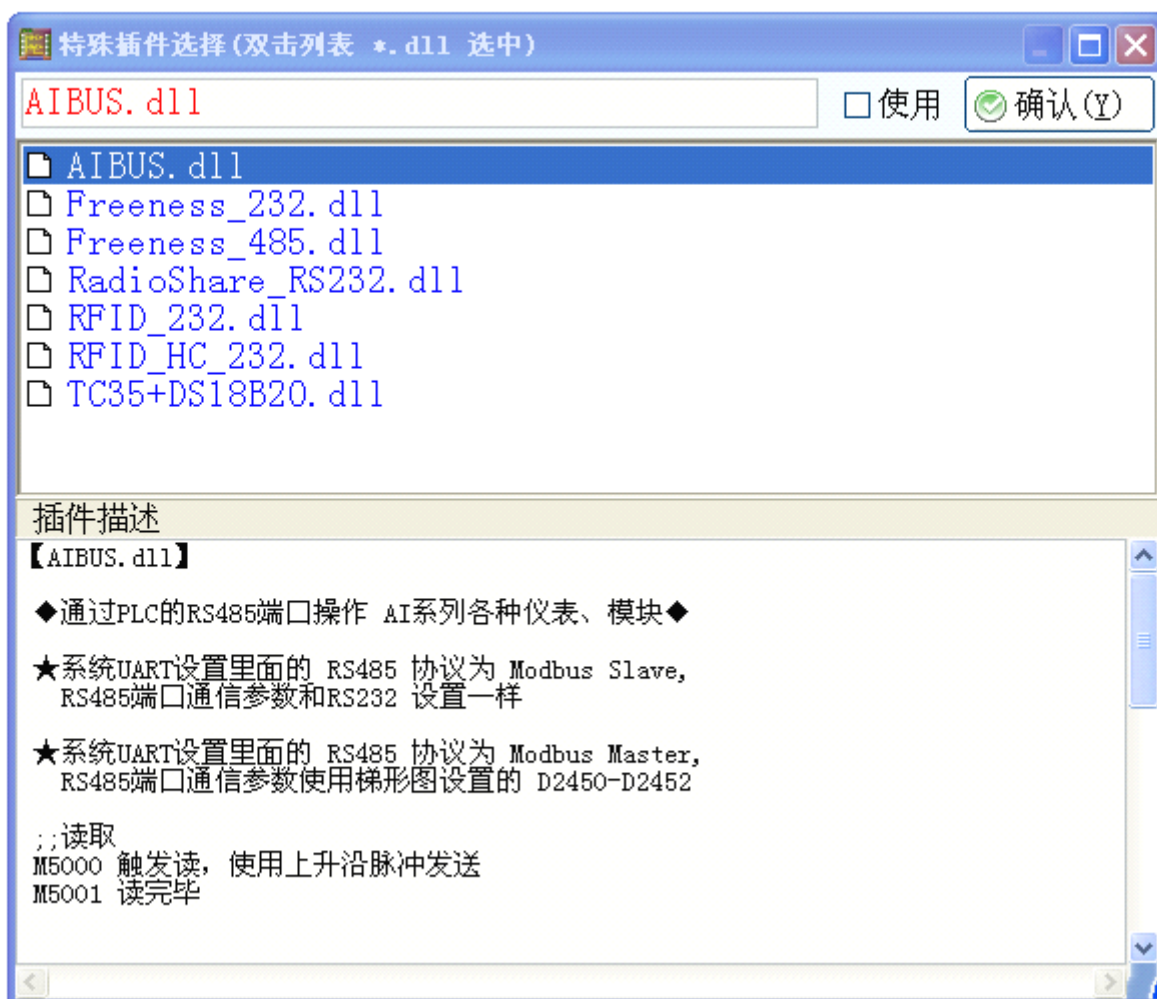 特殊插件选择(双击列表 *.dll 选中)
AIBUS.dll
使用
确认(Y)
AIBUS.dll
Freeness_232.dll
Freeness_485.dll
RadioShare_RS232.dll
RFID_232.dll
RFID_HC_232.dll
TC35+DS18B20.dll
插件描述
【AIBUS.dll】
◆通过PLC的RS485端口操作 AI系列各种仪表、模块◆
★系统UART设置里面的 RS485 协议为 Modbus Slave,
RS485端口通信参数和RS232 设置一样
★系统UART设置里面的 RS485 协议为 Modbus Master,
RS485端口通信参数使用梯形图设置的 D2450-D2452
;;读取
M5000 触发读，使用上升沿脉冲发送
M5001 读完毕